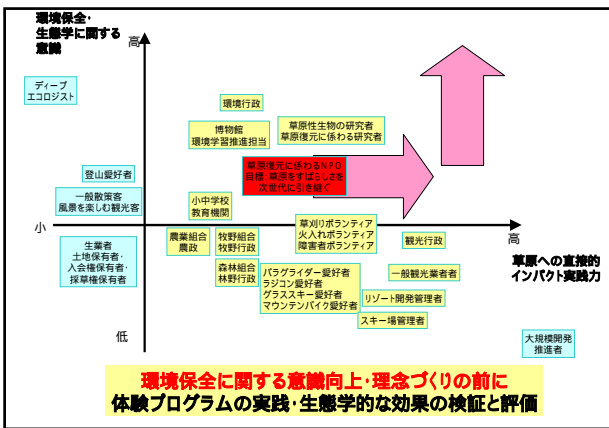 環境保全・
生態学に関する
意識
高
ディープ
エコロジスト
環境行政
博物館
環境学習推進担当
草原性生物の研究者
草原復元に係わる研究者
登山愛好者
草原復元に係わるNPO
目標:草原をすばらしさを
次世代に引き継ぐ
一般散策客
風景を楽しむ観光客
小中学校
教育機関
小
高
草原への直接的
インパクト実践力
農業組合
農政
牧野組合
牧野行政
草刈りボランティア
火入れボランティア
障害者ボランティア
観光行政
生業者
土地保有者・
入会権保有者・
採草権保有者
森林組合
林野行政
パラグライダー愛好者
ラジコン愛好者
グラススキー愛好者
マウンテンバイク愛好者
一般観光業者者
リゾート開発管理者
スキー場管理者
低
大規模開発
推進者
環境保全に関する意識向上・理念づくりの前に
体験プログラムの実践・生態学的な効果の検証と評価